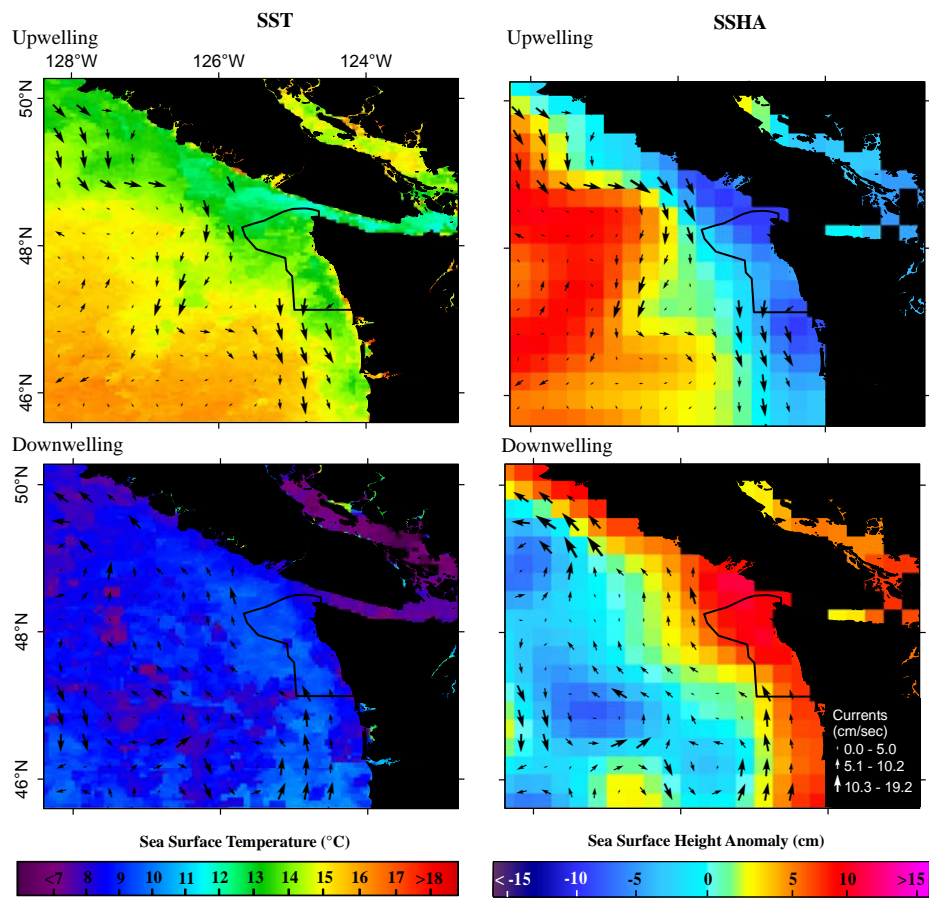 SST
SSHA
Upwelling
Upwelling
128°W 126°W 124°W
50°N
48°N
46°N
Downwelling
Downwelling
50°N
48°N
46°N
Currents
(cm/sec)
0.0 - 5.0
5.1 - 10.2
10.3 - 19.2
Sea Surface Temperature (°C)
Sea Surface Height Anomaly (cm)
<7 8 9 10 11 12 13 14 15 16 17 >18
< -15 -10 -5 0 5 10 >15